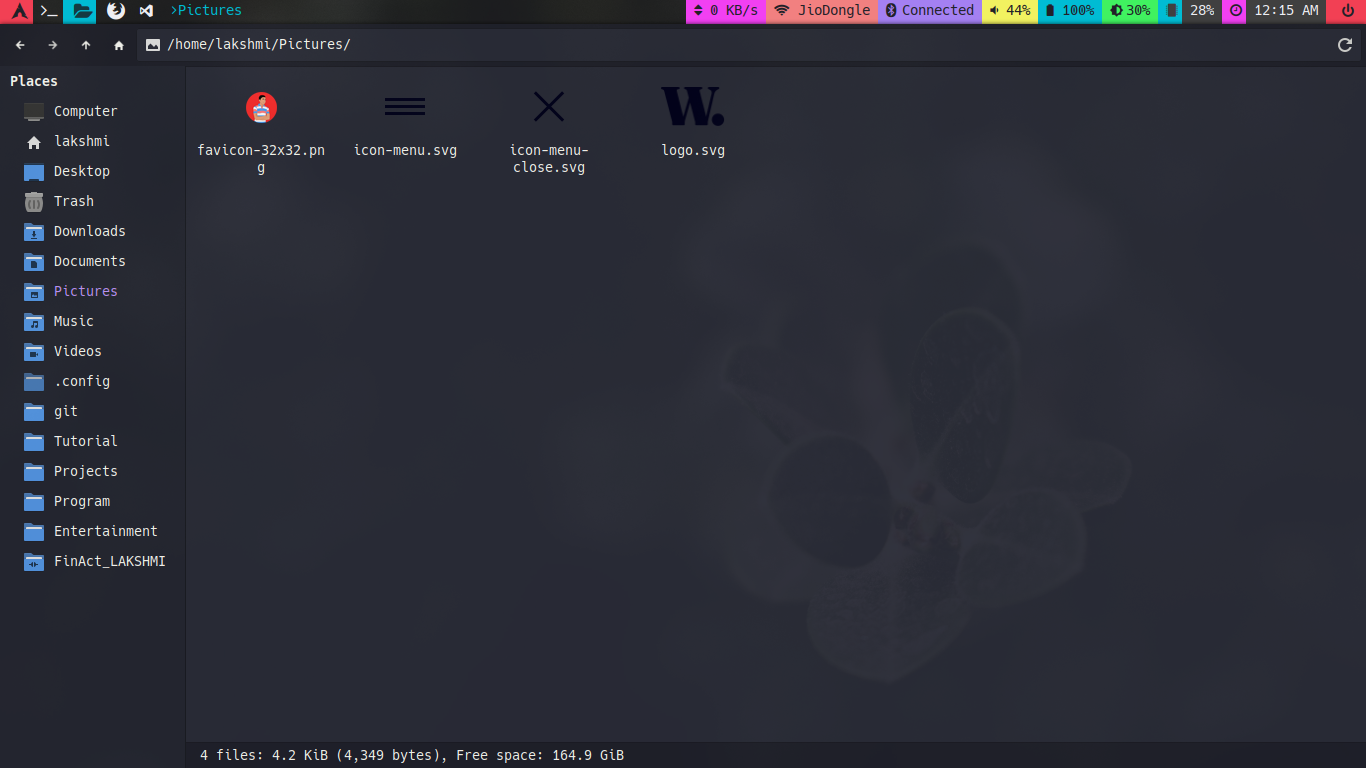 >_ >Pictures 0 KB/s JioDongle Connected 44% 100% 30% 28% 12:15 AM
/home/lakshmi/Pictures/
Places
Computer
lakshmi
Desktop
Trash
Downloads
Documents
Pictures
Music
Videos
.config
git
Tutorial
Projects
Program
Entertainment
FinAct_LAKSHMI
W.
favicon-32x32.pn
g
icon-menu.svg
icon-menu-
close.svg
logo.svg
4 files: 4.2 KiB (4,349 bytes), Free space: 164.9 GiB